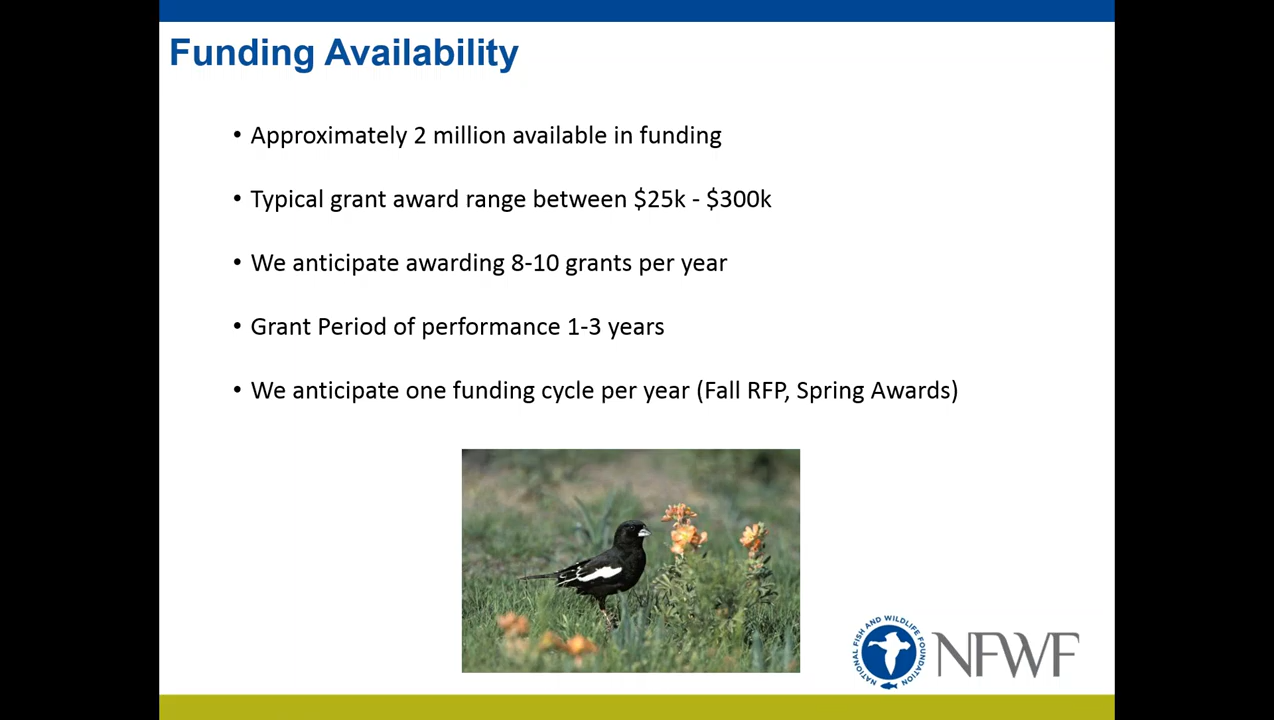 Funding Availability
• Approximately 2 million available in funding
• Typical grant award range between $25k - $300k
• We anticipate awarding 8-10 grants per year
• Grant Period of performance 1-3 years
• We anticipate one funding cycle per year (Fall RFP, Spring Awards)
NATIONAL FISH AND WILDLIFE FOUNDATION
NFWF